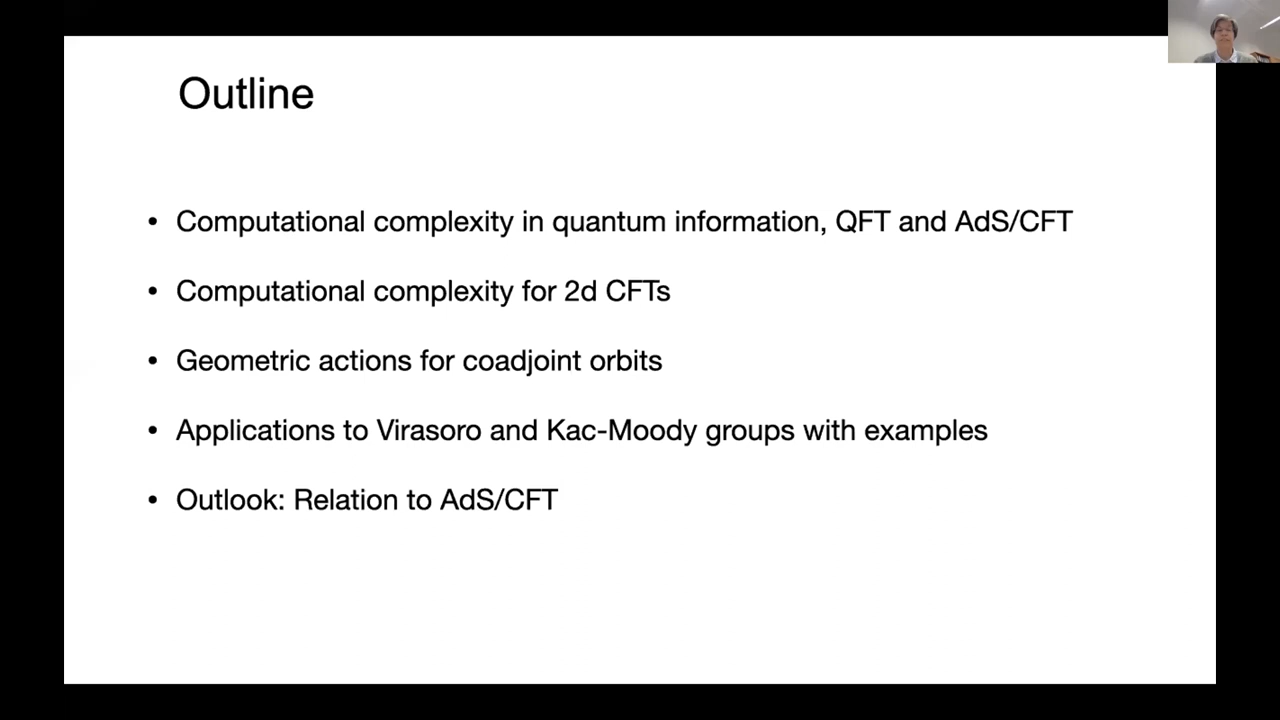 Outline
• Computational complexity in quantum information, QFT and AdS/CFT
• Computational complexity for 2d CFTs
• Geometric actions for coadjoint orbits
• Applications to Virasoro and Kac-Moody groups with examples
• Outlook: Relation to AdS/CFT